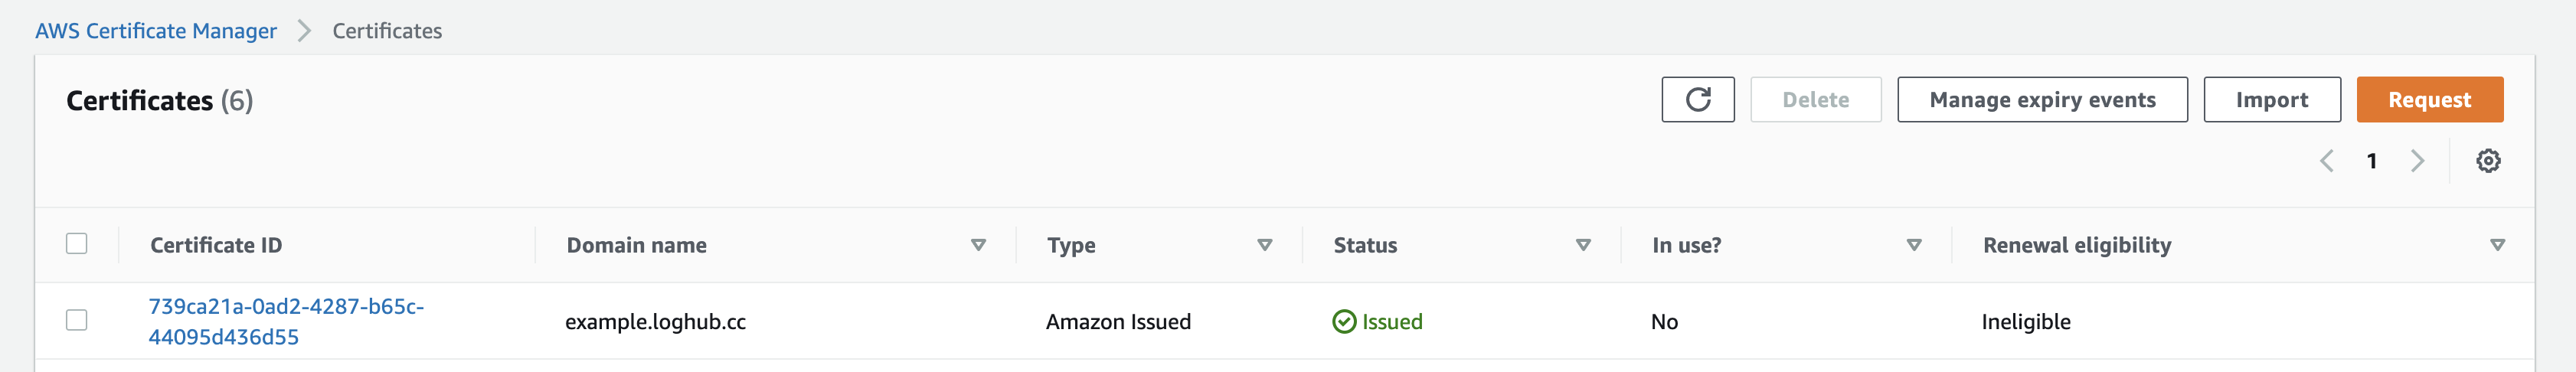 AWS Certificate Manager > Certificates
Certificates (6)
Delete
Manage expiry events
Import
Request
1
Certificate ID
Domain name
Type
Status
In use?
Renewal eligibility
739ca21a-0ad2-4287-b65c-
44095d436d55
example.loghub.cc
Amazon Issued
Issued
No
Ineligible